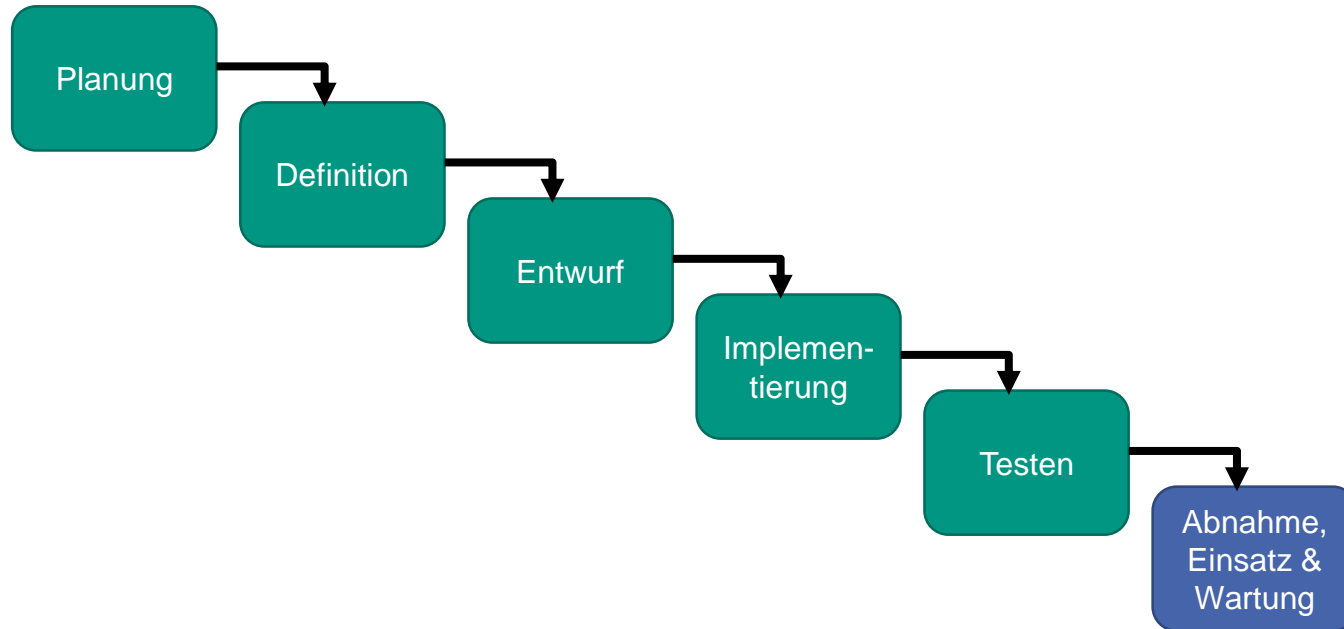 Planung
Definition
Entwurf
Implemen-
tierung
Testen
Abnahme,
Einsatz &
Wartung